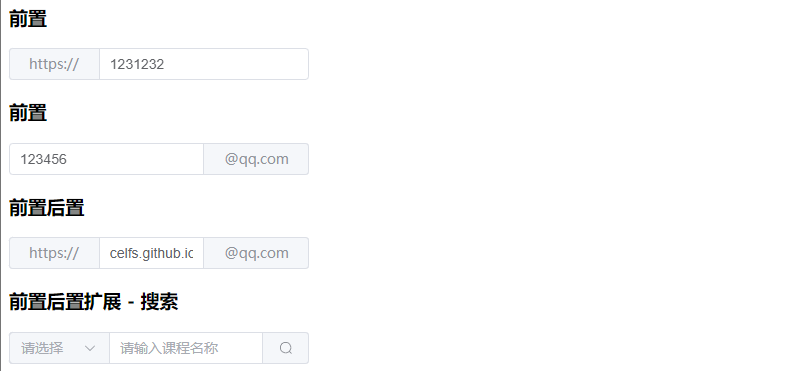 前置
https:// 1231232
前置
123456 @qq.com
前置后置
https:// celfs.github.ic @qq.com
前置后置扩展 - 搜索
请选择 请输入课程名称